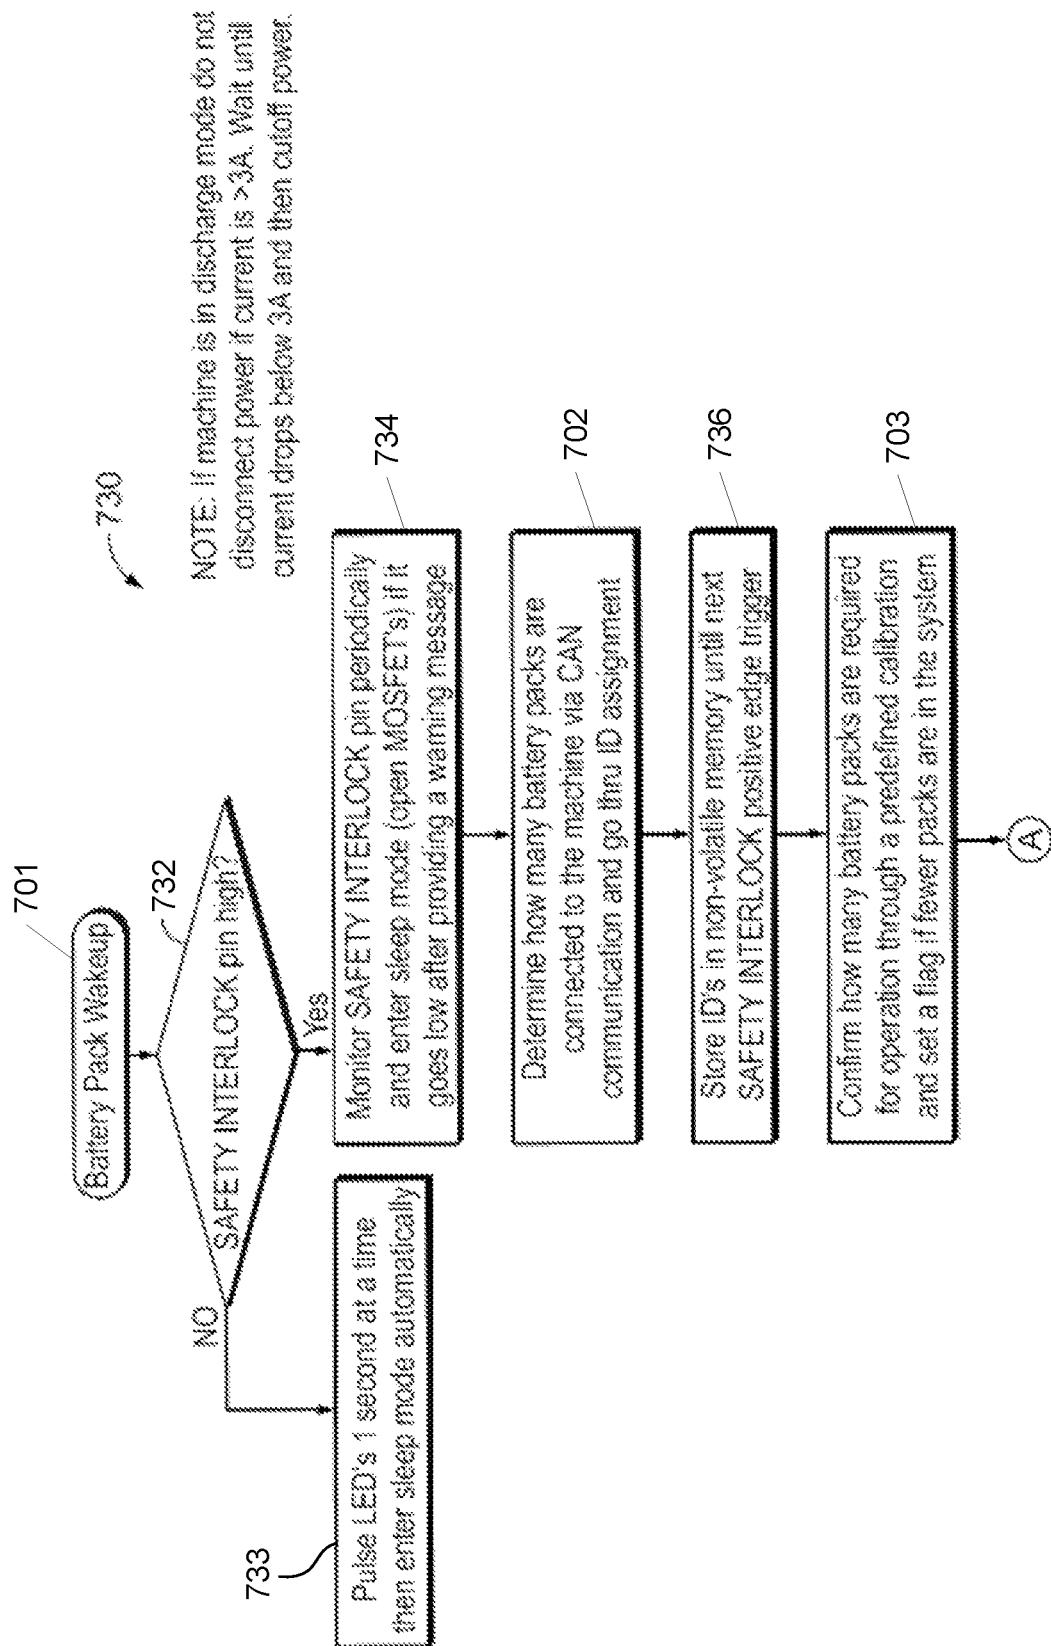 701
Battery Pack Wakeup
732
SAFETY INTERLOCK pin high?
NO
Yes
730
NOTE: If machine is in discharge mode do not
disconnect power if current is >3A. Wait until
current drops below 3A and then cutoff power.
733
Pulse LED's 1 second at a time
then enter sleep mode automatically
734
Monitor SAFETY INTERLOCK pin periodically
and enter sleep mode (open MOSFET's) if it
goes low after providing a warning message
702
Determine how many battery packs are
connected to the machine via CAN
communication and go thru ID assignment
736
Store ID's in non-volatile memory until next
SAFETY INTERLOCK positive edge trigger
703
Confirm how many battery packs are required
for operation through a predefined calibration
and set a flag if fewer packs are in the system
A